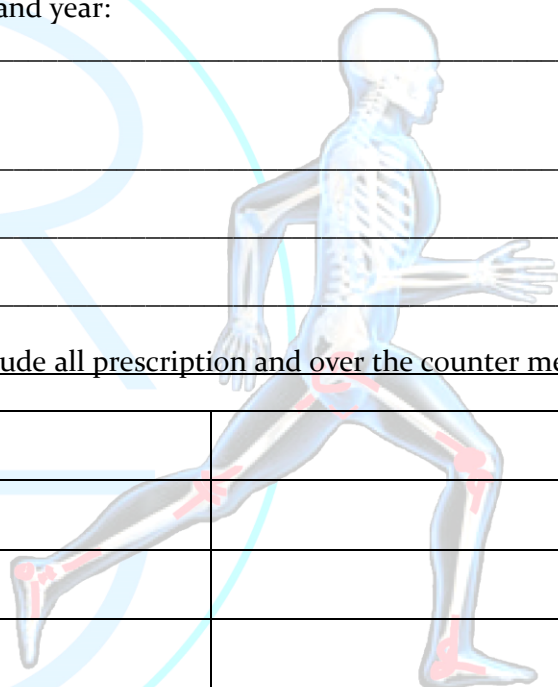 and year:
ude all prescription and over the counter me